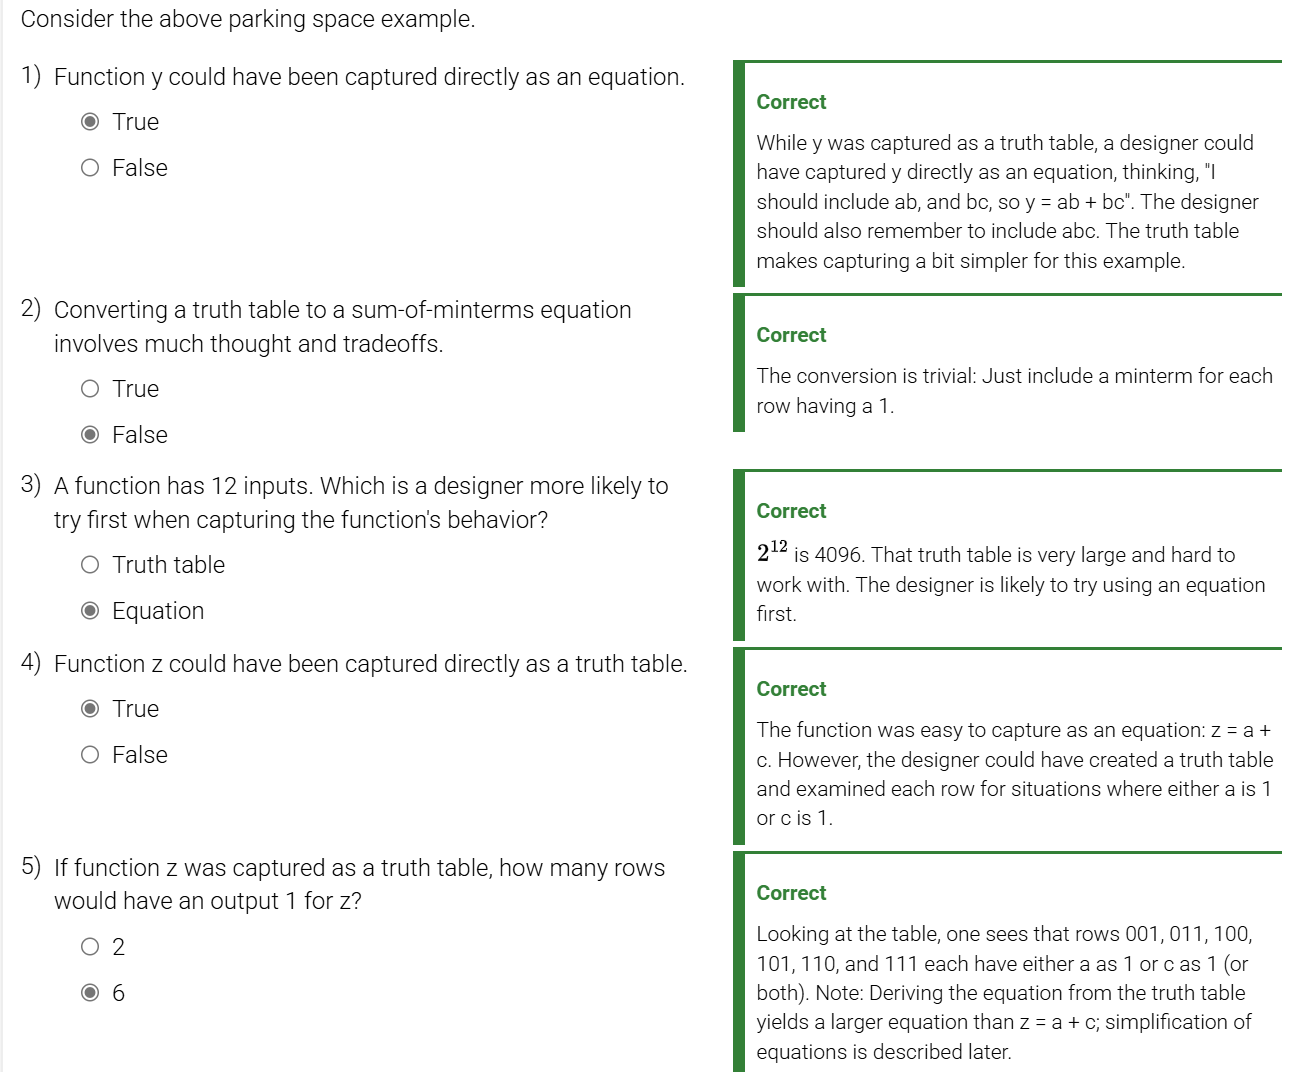 Consider the above parking space example.
1) Function y could have been captured directly as an equation.
True
False
Correct
While y was captured as a truth table, a designer could
have captured y directly as an equation, thinking, "I
should include ab, and bc, so y = ab + bc". The designer
should also remember to include abc. The truth table
makes capturing a bit simpler for this example.
2) Converting a truth table to a sum-of-minterms equation
involves much thought and tradeoffs.
True
False
Correct
The conversion is trivial: Just include a minterm for each
row having a 1.
3) A function has 12 inputs. Which is a designer more likely to
try first when capturing the function's behavior?
Truth table
Equation
Correct
2¹² is 4096. That truth table is very large and hard to
work with. The designer is likely to try using an equation
first.
4) Function z could have been captured directly as a truth table.
True
False
Correct
The function was easy to capture as an equation: z = a +
c. However, the designer could have created a truth table
and examined each row for situations where either a is 1
or c is 1.
5) If function z was captured as a truth table, how many rows
would have an output 1 for z?
2
6
Correct
Looking at the table, one sees that rows 001, 011, 100,
101, 110, and 111 each have either a as 1 or c as 1 (or
both). Note: Deriving the equation from the truth table
yields a larger equation than z = a + c; simplification of
equations is described later.